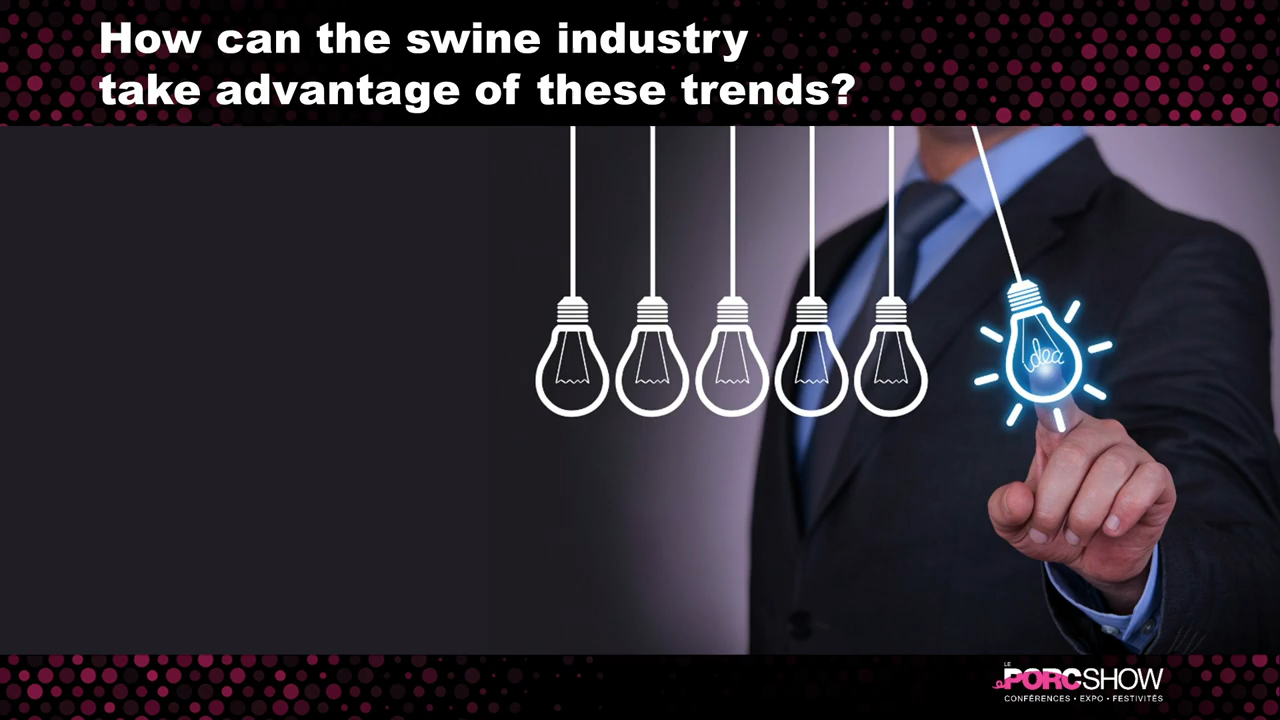 How can the swine industry
take advantage of these trends?
idea
LE
PORCSHOW
CONFÉRENCES • EXPO • FESTIVITÉS